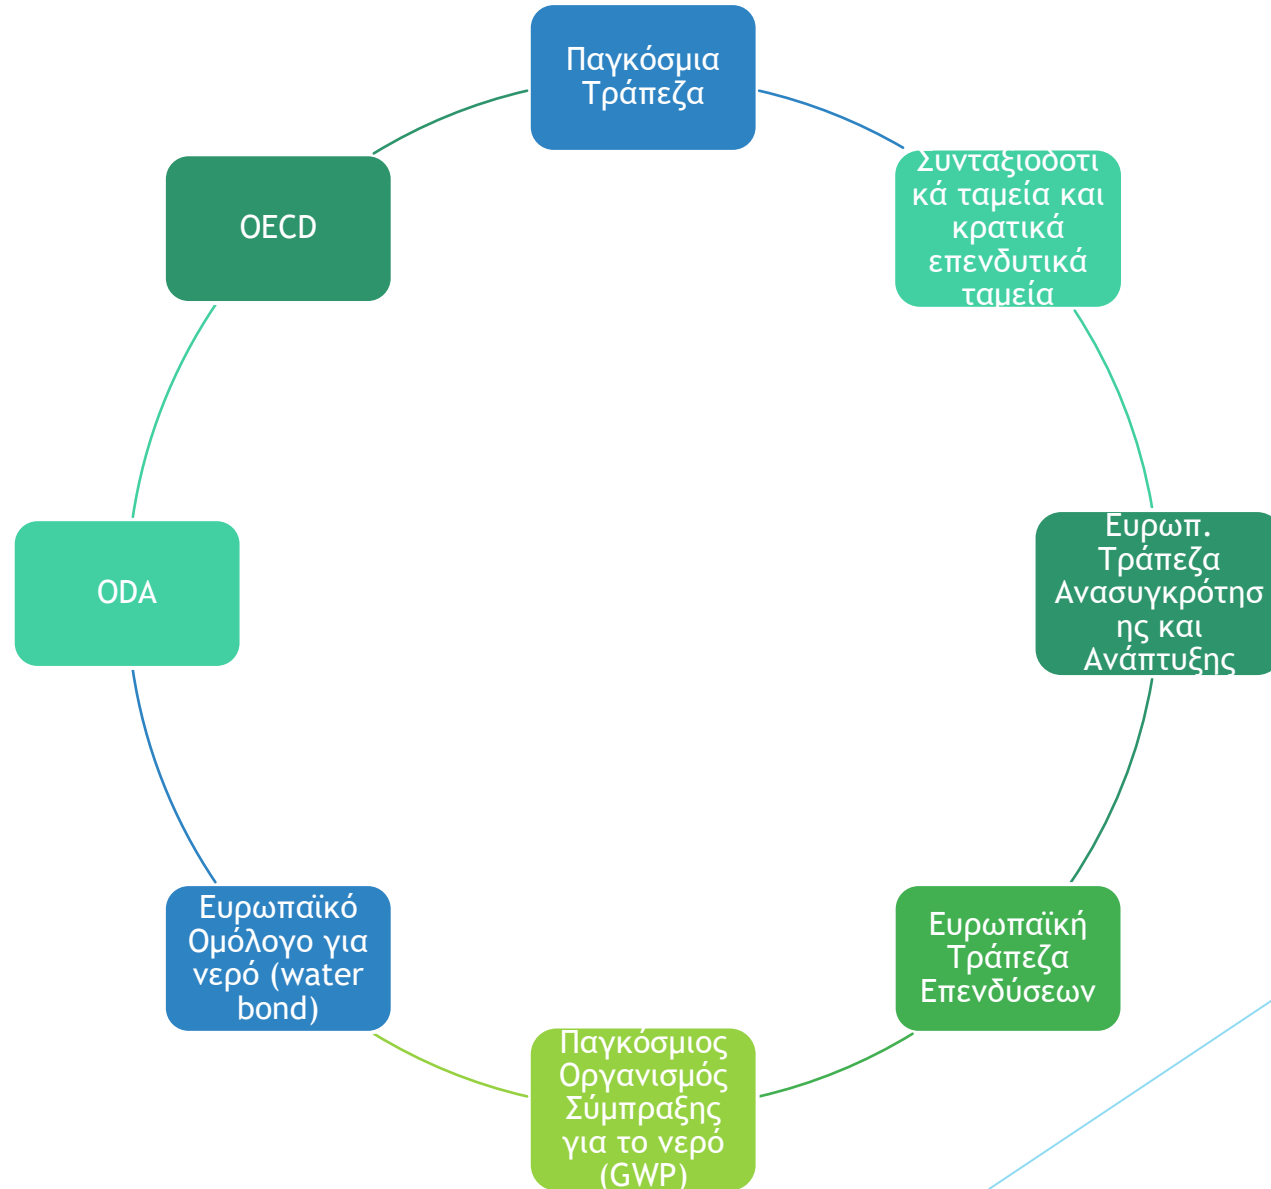 Παγκόσμια
Τράπεζα
Συνταξιοδοτι
κά ταμεία και
κρατικά
επενδυτικά
ταμεία
Ευρωπ.
Τράπεζα
Ανασυγκρότησ
ης και
Ανάπτυξης
Ευρωπαϊκή
Τράπεζα
Επενδύσεων
Παγκόσμιος
Οργανισμός
Σύμπραξης
για το νερό
(GWP)
Ευρωπαϊκό
Ομόλογο για
νερό (water
bond)
ODA
OECD